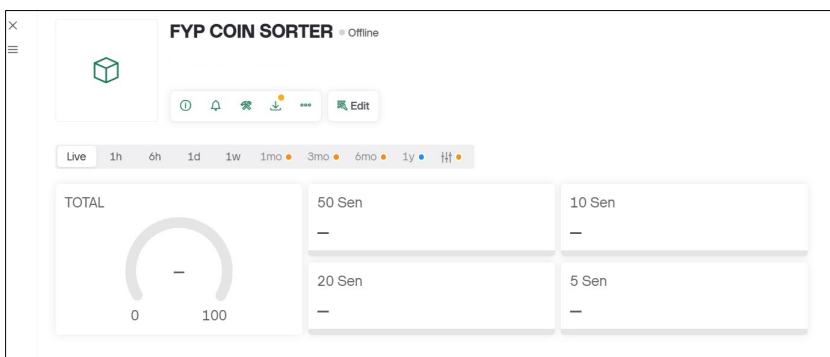 FYP COIN SORTER Offline
Edit
Live 1h 6h 1d 1w 1mo 3mo 6mo 1y
TOTAL
–
0 100
50 Sen
–
10 Sen
–
20 Sen
–
5 Sen
–